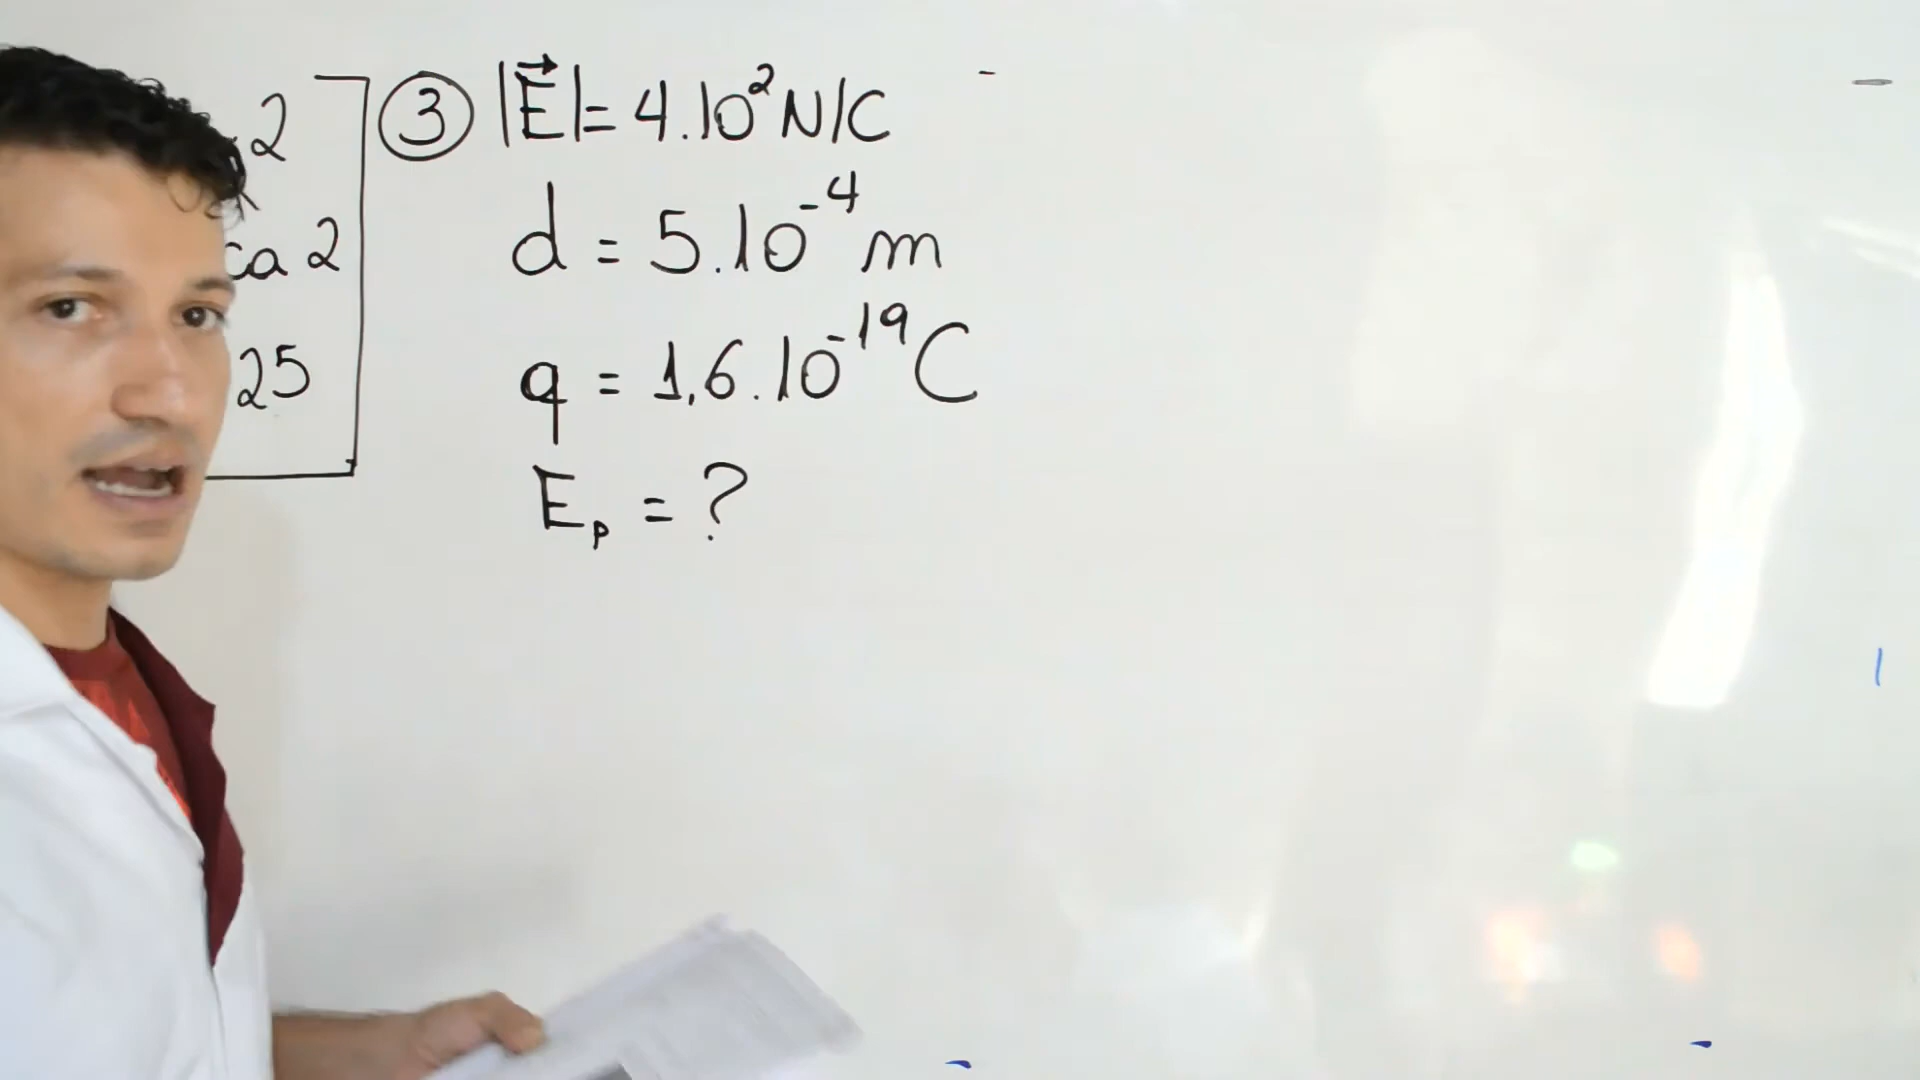 2
ca 2
25
③ |E⃗|= 4.10² N/C
d = 5.10⁻⁴ m
q = 1,6.10⁻¹⁹ C
Eₚ = ?